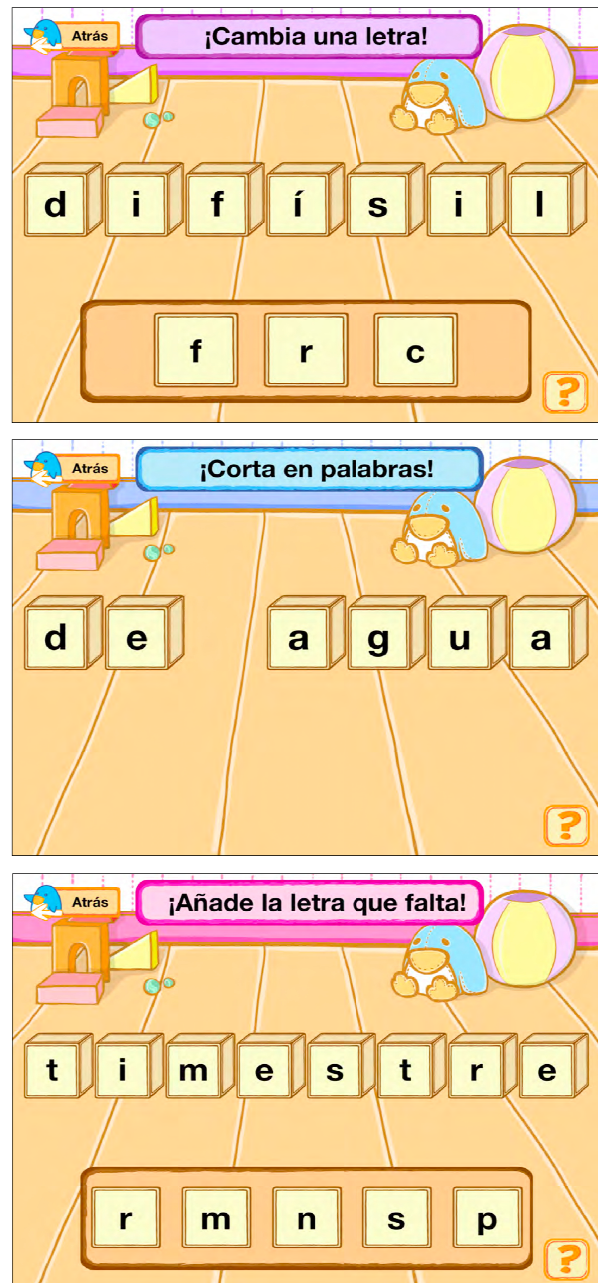 Atrás
¡Cambia una letra!
d i f í s i l
f r c
?
Atrás
¡Corta en palabras!
d e a g u a
?
Atrás
¡Añade la letra que falta!
t i m e s t r e
r m n s p
?